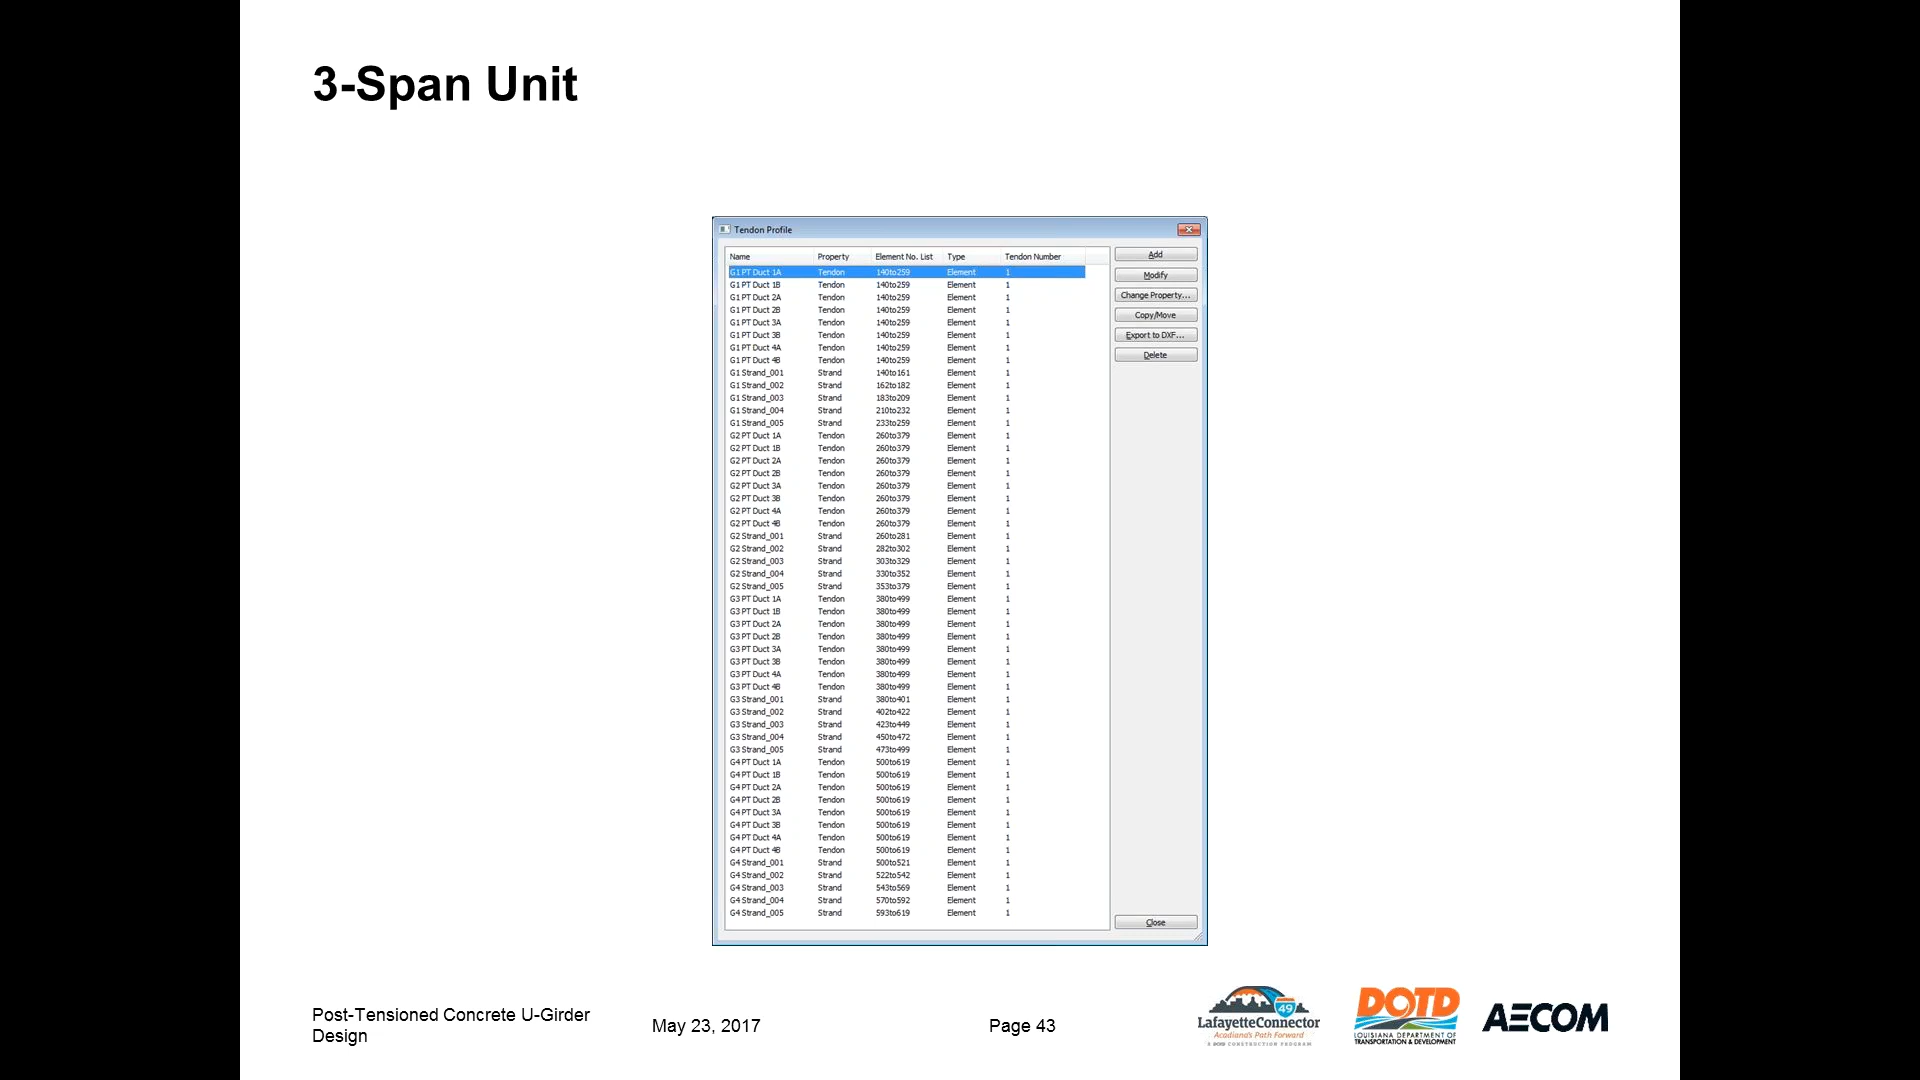 3-Span Unit
Tendon Profile
Name Property Element No. List Type Tendon Number
G1 PT Duct 1A Tendon 140to259 Element 1
G1 PT Duct 1B Tendon 140to259 Element 1
G1 PT Duct 2A Tendon 140to259 Element 1
G1 PT Duct 2B Tendon 140to259 Element 1
G1 PT Duct 3A Tendon 140to259 Element 1
G1 PT Duct 3B Tendon 140to259 Element 1
G1 PT Duct 4A Tendon 140to259 Element 1
G1 PT Duct 4B Tendon 140to259 Element 1
G1 Strand_001 Strand 140to161 Element 1
G1 Strand_002 Strand 162to182 Element 1
G1 Strand_003 Strand 183to209 Element 1
G1 Strand_004 Strand 210to232 Element 1
G1 Strand_005 Strand 233to259 Element 1
G2 PT Duct 1A Tendon 260to379 Element 1
G2 PT Duct 1B Tendon 260to379 Element 1
G2 PT Duct 2A Tendon 260to379 Element 1
G2 PT Duct 2B Tendon 260to379 Element 1
G2 PT Duct 3A Tendon 260to379 Element 1
G2 PT Duct 3B Tendon 260to379 Element 1
G2 PT Duct 4A Tendon 260to379 Element 1
G2 PT Duct 4B Tendon 260to379 Element 1
G2 Strand_001 Strand 260to281 Element 1
G2 Strand_002 Strand 282to302 Element 1
G2 Strand_003 Strand 303to329 Element 1
G2 Strand_004 Strand 330to352 Element 1
G2 Strand_005 Strand 353to379 Element 1
G3 PT Duct 1A Tendon 380to499 Element 1
G3 PT Duct 1B Tendon 380to499 Element 1
G3 PT Duct 2A Tendon 380to499 Element 1
G3 PT Duct 2B Tendon 380to499 Element 1
G3 PT Duct 3A Tendon 380to499 Element 1
G3 PT Duct 3B Tendon 380to499 Element 1
G3 PT Duct 4A Tendon 380to499 Element 1
G3 PT Duct 4B Tendon 380to499 Element 1
G3 Strand_001 Strand 380to401 Element 1
G3 Strand_002 Strand 402to422 Element 1
G3 Strand_003 Strand 423to449 Element 1
G3 Strand_004 Strand 450to472 Element 1
G3 Strand_005 Strand 473to499 Element 1
G4 PT Duct 1A Tendon 500to619 Element 1
G4 PT Duct 1B Tendon 500to619 Element 1
G4 PT Duct 2A Tendon 500to619 Element 1
G4 PT Duct 2B Tendon 500to619 Element 1
G4 PT Duct 3A Tendon 500to619 Element 1
G4 PT Duct 3B Tendon 500to619 Element 1
G4 PT Duct 4A Tendon 500to619 Element 1
G4 PT Duct 4B Tendon 500to619 Element 1
G4 Strand_001 Strand 500to521 Element 1
G4 Strand_002 Strand 522to542 Element 1
G4 Strand_003 Strand 543to569 Element 1
G4 Strand_004 Strand 570to592 Element 1
G4 Strand_005 Strand 593to619 Element 1
Add
Modify
Change Property...
Copy/Move
Export to DXF...
Delete
Close
Post-Tensioned Concrete U-Girder
Design
May 23, 2017
Page 43
49
LafayetteConnector
Acadiana's Path Forward
A DOTD CONSTRUCTION PROGRAM
DOTD
LOUISIANA DEPARTMENT OF
TRANSPORTATION & DEVELOPMENT
AECOM